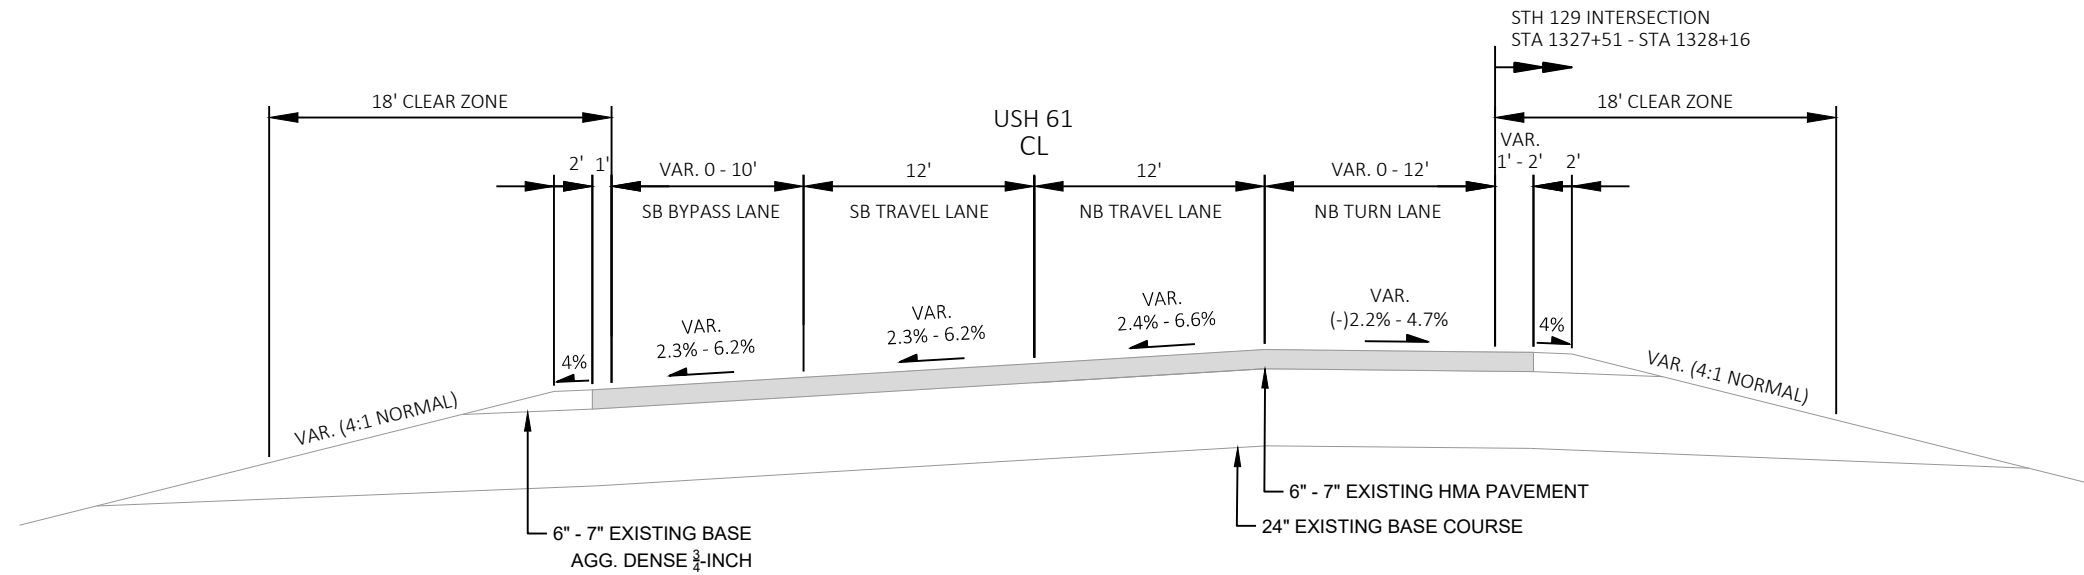 STH 129 INTERSECTION
STA 1327+51 - STA 1328+16
18' CLEAR ZONE
18' CLEAR ZONE
USH 61
CL
2'
1'
VAR. 0 - 10'
12'
12'
VAR. 0 - 12'
VAR.
1' - 2'
2'
SB BYPASS LANE
SB TRAVEL LANE
NB TRAVEL LANE
NB TURN LANE
4%
VAR.
2.3% - 6.2%
VAR.
2.3% - 6.2%
VAR.
2.4% - 6.6%
VAR.
(-)2.2% - 4.7%
4%
VAR. (4:1 NORMAL)
VAR. (4:1 NORMAL)
6" - 7" EXISTING HMA PAVEMENT
24" EXISTING BASE COURSE
6" - 7" EXISTING BASE
AGG. DENSE 3/4-INCH